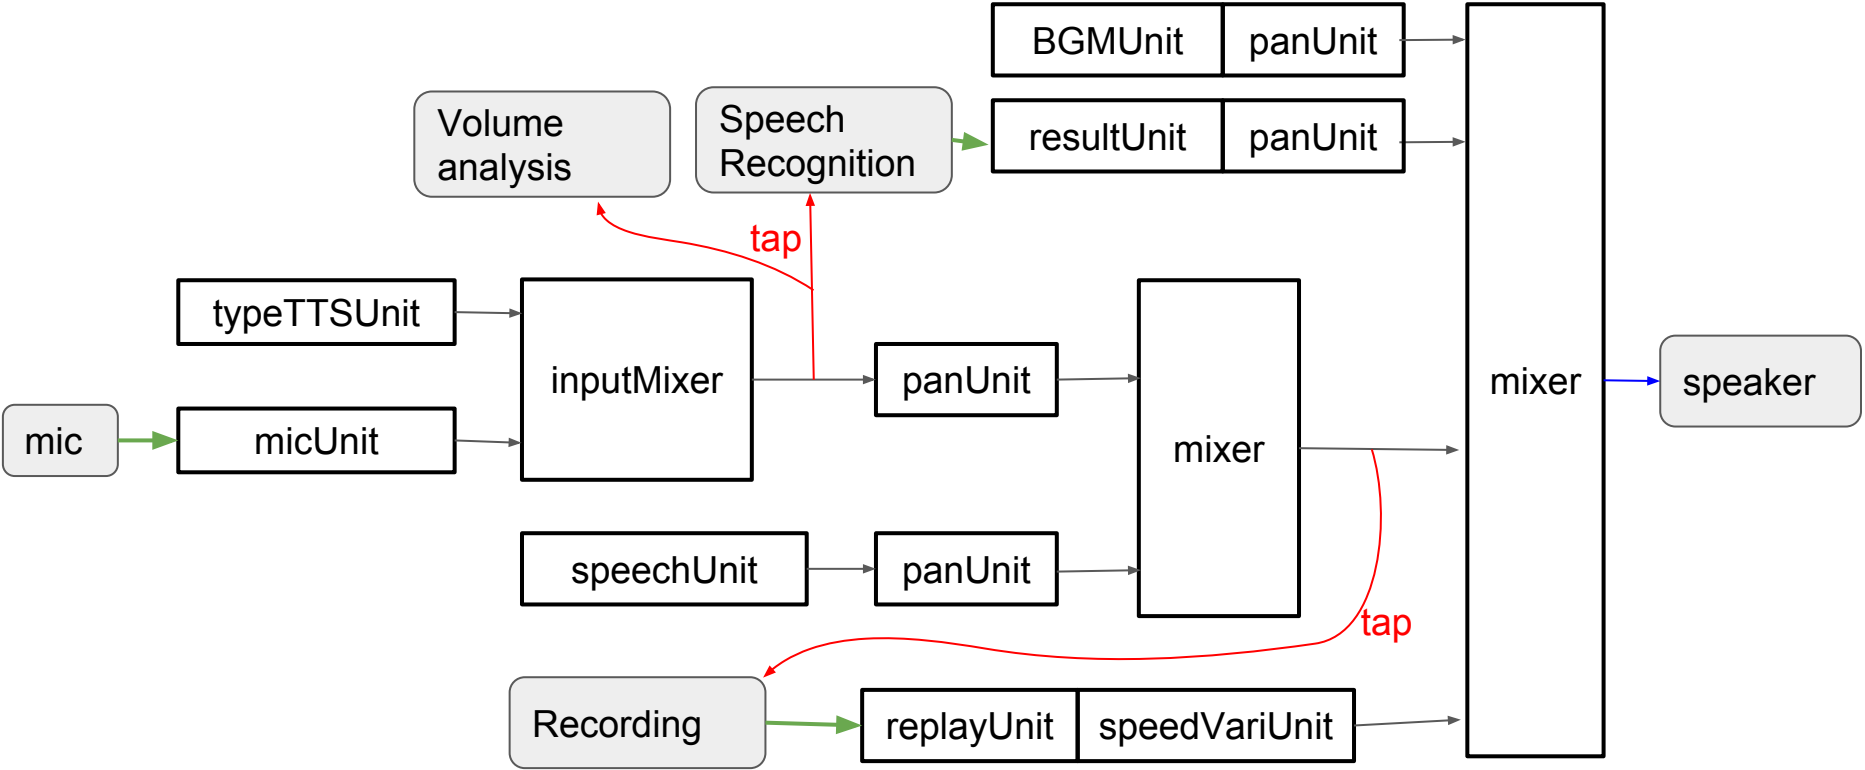 BGMUnit panUnit
Volume
analysis
Speech
Recognition
resultUnit panUnit
tap
typeTTSUnit
inputMixer
panUnit
mixer
speaker
mic
micUnit
mixer
speechUnit
panUnit
tap
Recording
replayUnit speedVariUnit